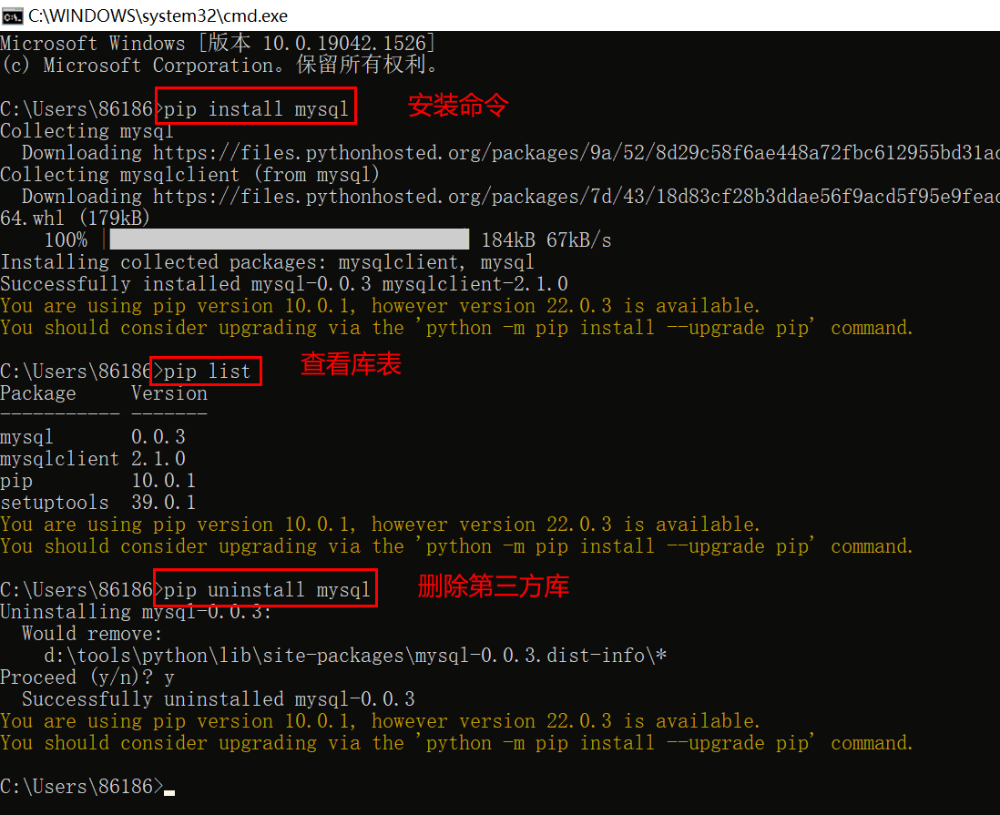 C:\WINDOWS\system32\cmd.exe
Microsoft Windows [版本 10.0.19042.1526]
(c) Microsoft Corporation。保留所有权利。
C:\Users\86186>pip install mysql 安装命令
Collecting mysql
Downloading https://files.pythonhosted.org/packages/9a/52/8d29c58f6ae448a72fbc612955bd31a
Collecting mysqlclient (from mysql)
Downloading https://files.pythonhosted.org/packages/7d/43/18d83cf28b3ddae56f9acd5f95e9fea
64.whl (179kB)
100% 184kB 67kB/s
Installing collected packages: mysqlclient, mysql
Successfully installed mysql-0.0.3 mysqlclient-2.1.0
You are using pip version 10.0.1, however version 22.0.3 is available.
You should consider upgrading via the 'python -m pip install --upgrade pip' command.
C:\Users\86186>pip list 查看库表
Package Version
----------- -------
mysql 0.0.3
mysqlclient 2.1.0
pip 10.0.1
setuptools 39.0.1
You are using pip version 10.0.1, however version 22.0.3 is available.
You should consider upgrading via the 'python -m pip install --upgrade pip' command.
C:\Users\86186>pip uninstall mysql 删除第三方库
Uninstalling mysql-0.0.3:
Would remove:
d:\tools\python\lib\site-packages\mysql-0.0.3.dist-info\*
Proceed (y/n)? y
Successfully uninstalled mysql-0.0.3
You are using pip version 10.0.1, however version 22.0.3 is available.
You should consider upgrading via the 'python -m pip install --upgrade pip' command.
C:\Users\86186>